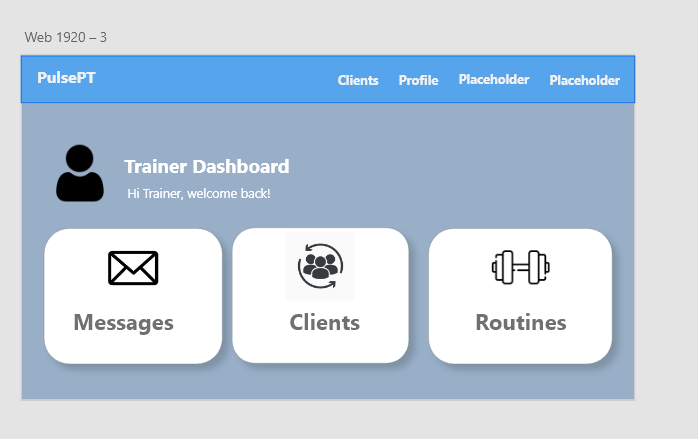 Web 1920 – 3
PulsePT
Clients Profile Placeholder Placeholder
Trainer Dashboard
Hi Trainer, welcome back!
Messages Clients Routines